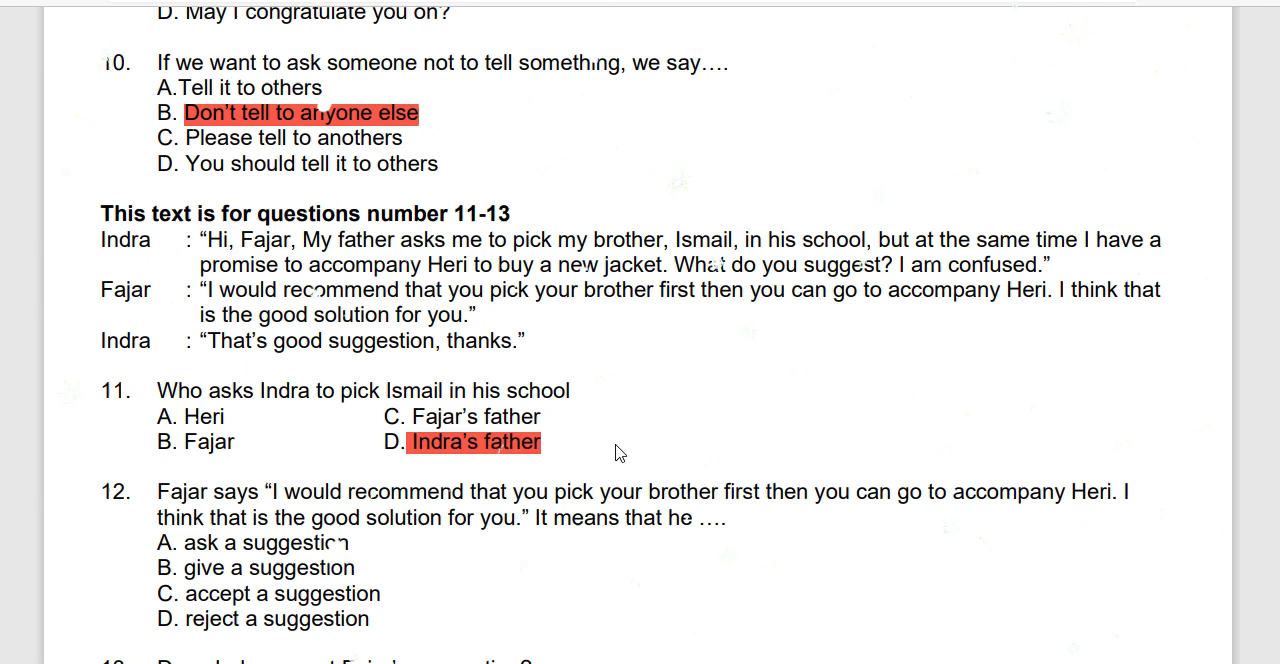 D. May I congratulate you on?
10. If we want to ask someone not to tell something, we say….
A.Tell it to others
B. Don’t tell to anyone else
C. Please tell to anothers
D. You should tell it to others
This text is for questions number 11-13
Indra : “Hi, Fajar, My father asks me to pick my brother, Ismail, in his school, but at the same time I have a
promise to accompany Heri to buy a new jacket. What do you suggest? I am confused.”
Fajar : “I would recommend that you pick your brother first then you can go to accompany Heri. I think that
is the good solution for you.”
Indra : “That’s good suggestion, thanks.”
11. Who asks Indra to pick Ismail in his school
A. Heri C. Fajar’s father
B. Fajar D. Indra’s father
12. Fajar says “I would recommend that you pick your brother first then you can go to accompany Heri. I
think that is the good solution for you.” It means that he ….
A. ask a suggestion
B. give a suggestion
C. accept a suggestion
D. reject a suggestion